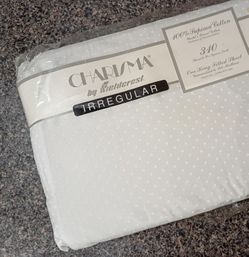 CHARISMA
by Fieldcrest
IRREGULAR
100% Supima Cotton
340
One King Fitted Sheet